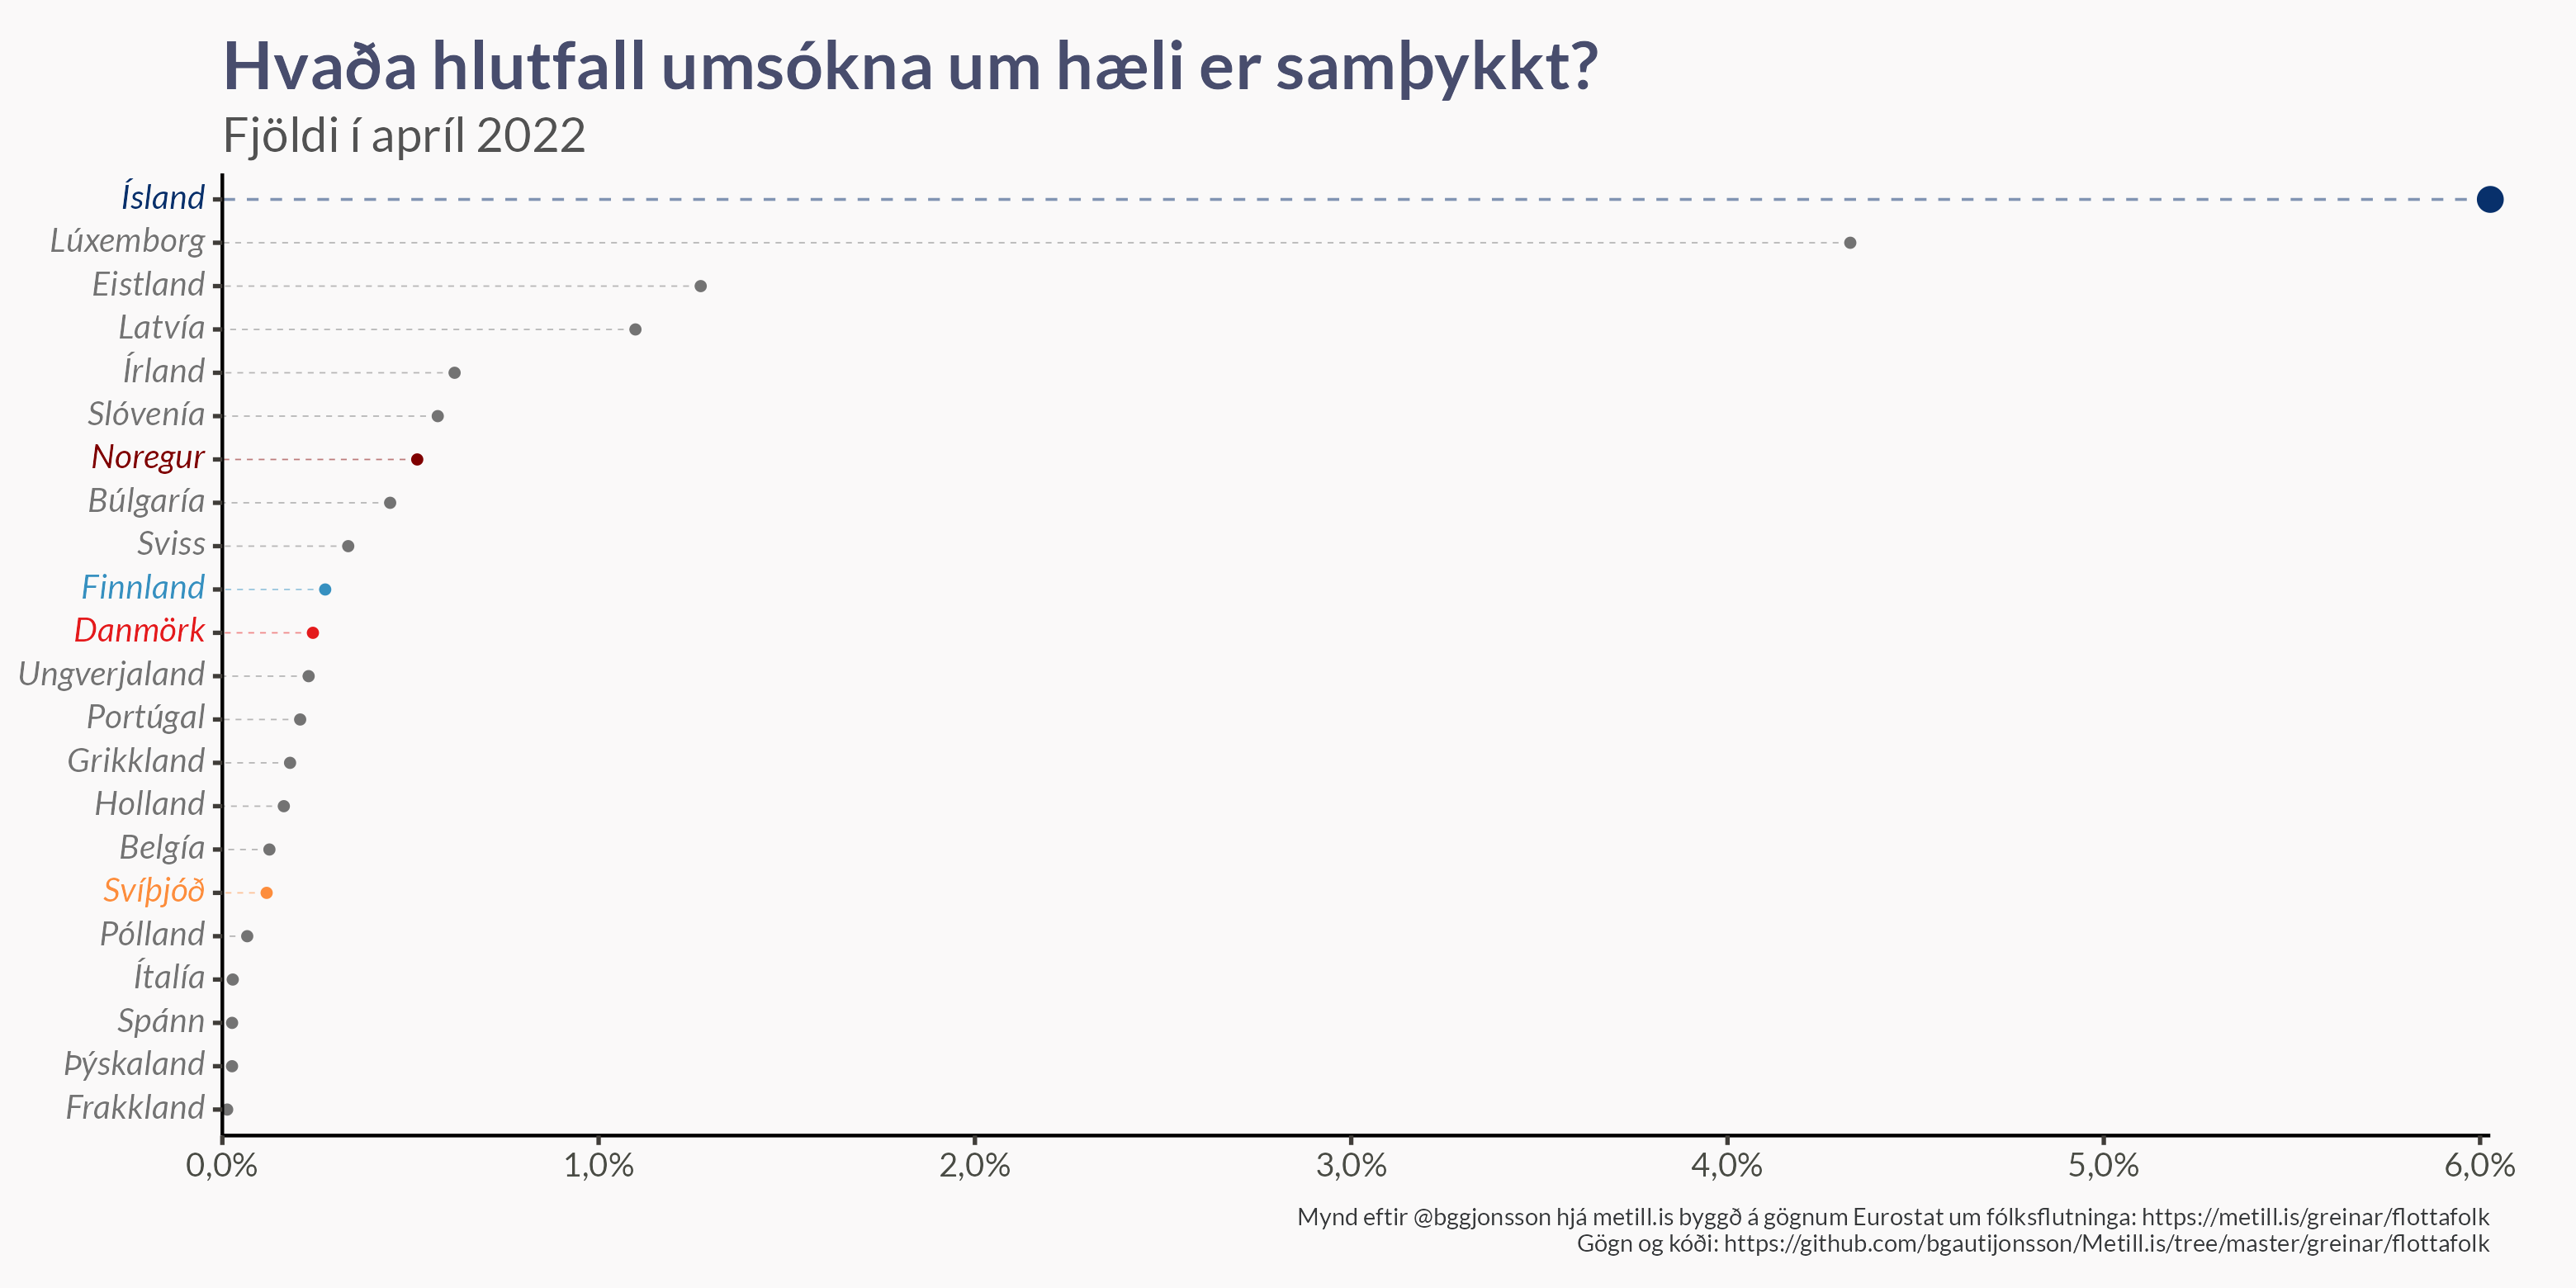 Hvaða hlutfall umsókna um hæli er samþykkt?
Fjöldi í apríl 2022
Ísland
Lúxemborg
Eistland
Latvía
Írland
Slóvenía
Noregur
Búlgaría
Sviss
Finnland
Danmörk
Ungverjaland
Portúgal
Grikkland
Holland
Belgía
Svíþjóð
Pólland
Ítalía
Spánn
Þýskaland
Frakkland
0,0% 1,0% 2,0% 3,0% 4,0% 5,0% 6,0%
Mynd eftir @bggjonsson hjá metill.is byggð á gögnum Eurostat um fólksflutninga: https://metill.is/greinar/flottafolk
Gögn og kóði: https://github.com/bgautijonsson/Metill.is/tree/master/greinar/flottafolk